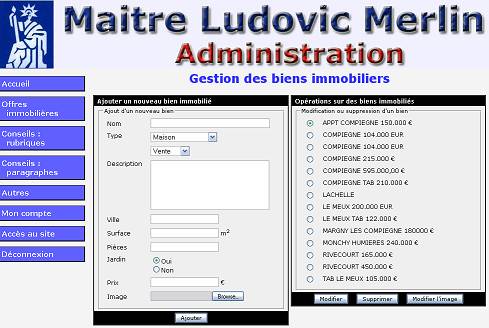 Maitre Ludovic Merlin
Administration
Gestion des biens immobiliers
Accueil
Offres
immobilières
Conseils :
rubriques
Conseils :
paragraphes
Autres
Mon compte
Accès au site
Déconnexion
Ajouter un nouveau bien immobilié
Ajout d'un nouveau bien
Nom
Type Maison
Vente
Description
Ville
Surface m²
Pièces
Jardin Oui
Non
Prix €
Image Browse..
Ajouter
Opérations sur des biens immobiliés
Modification ou suppression d'un bien
APPT COMPIEGNE 150.000 €
COMPIEGNE 104.000 EUR
COMPIEGNE 104.000 EUR
COMPIEGNE 215.000 €
COMPIEGNE 595.000,00 €
COMPIEGNE TAB 210.000 €
LACHELLE
LE MEUX 200.000 EUR
LE MEUX TAB 122.000 €
MARGNY LES COMPIEGNE 180000 €
MONCHY HUMIERES 240.000 €
RIVECOURT 165.000 €
RIVECOURT 450.000 €
TAB LE MEUX 105.000 €
Modifier Supprimer Modifier l'image